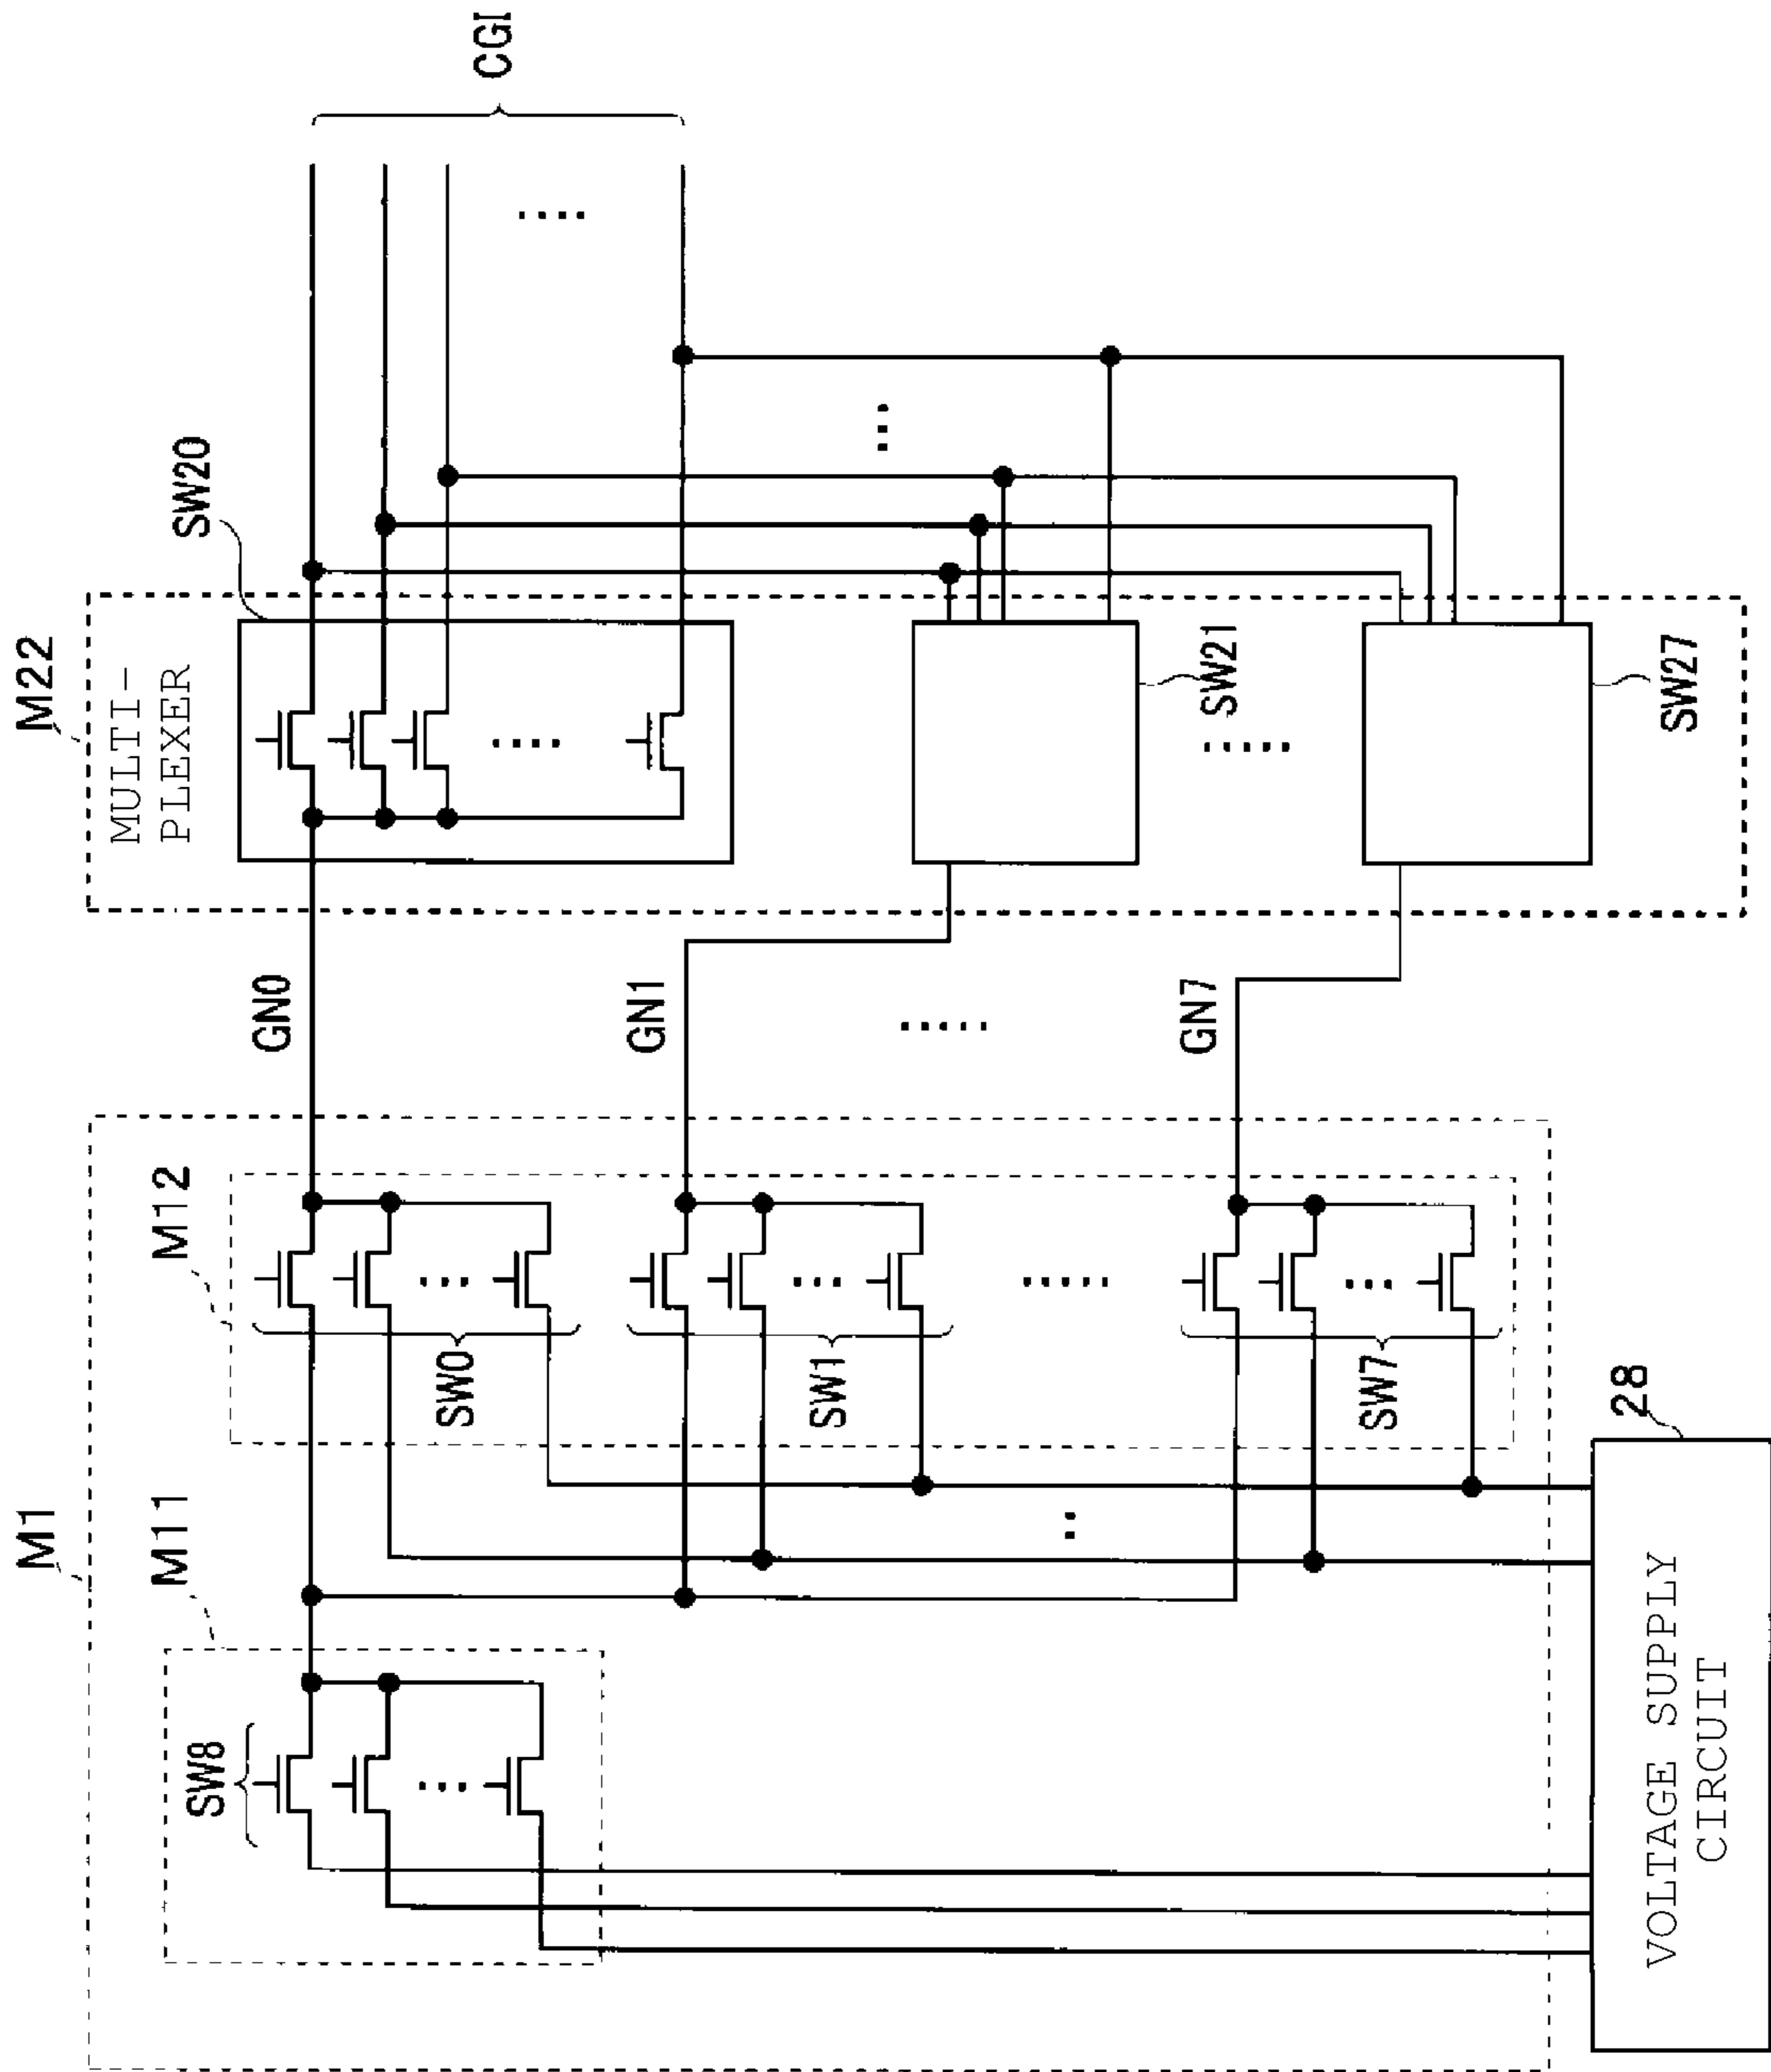 M1
M11
SW8
M12
SW0
SW1
SW7
28
VOLTAGE SUPPLY
CIRCUIT
GN0
GN1
GN7
M22
MULTI-
PLEXER
SW20
SW21
SW27
CGI